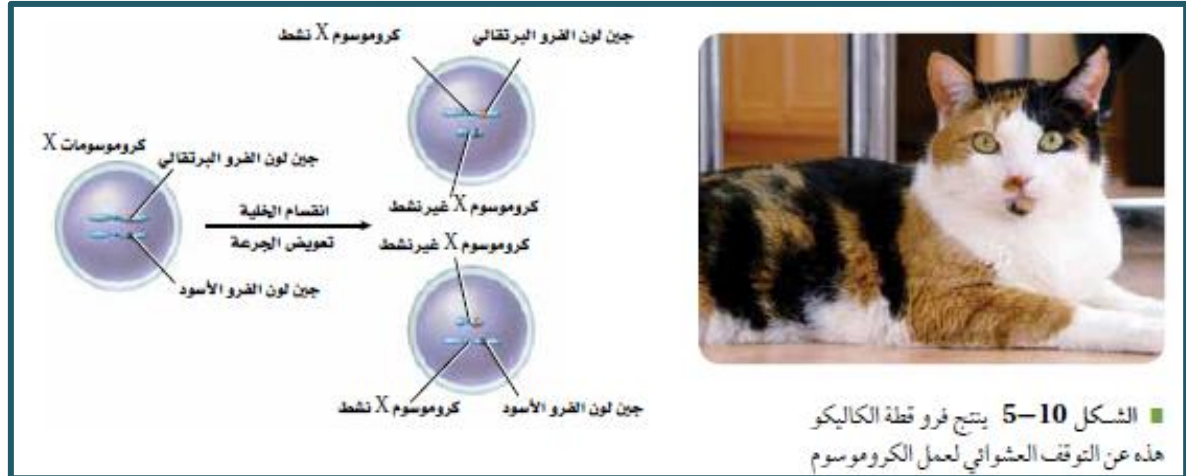 كروموسوم X نشط
جين لون الفرو البرتقالي
كروموسومات X
جين لون الفرو البرتقالي
كروموسوم X غير نشط
انقسام الخلية
تعويض الجرعة
كروموسوم X غير نشط
جين لون الفرو الأسود
كروموسوم X نشط
جين لون الفرو الأسود
■ الشكل 10–5 ينتج فرو قطة الكاليكو
هذه عن التوقف العشوائي لعمل الكروموسوم